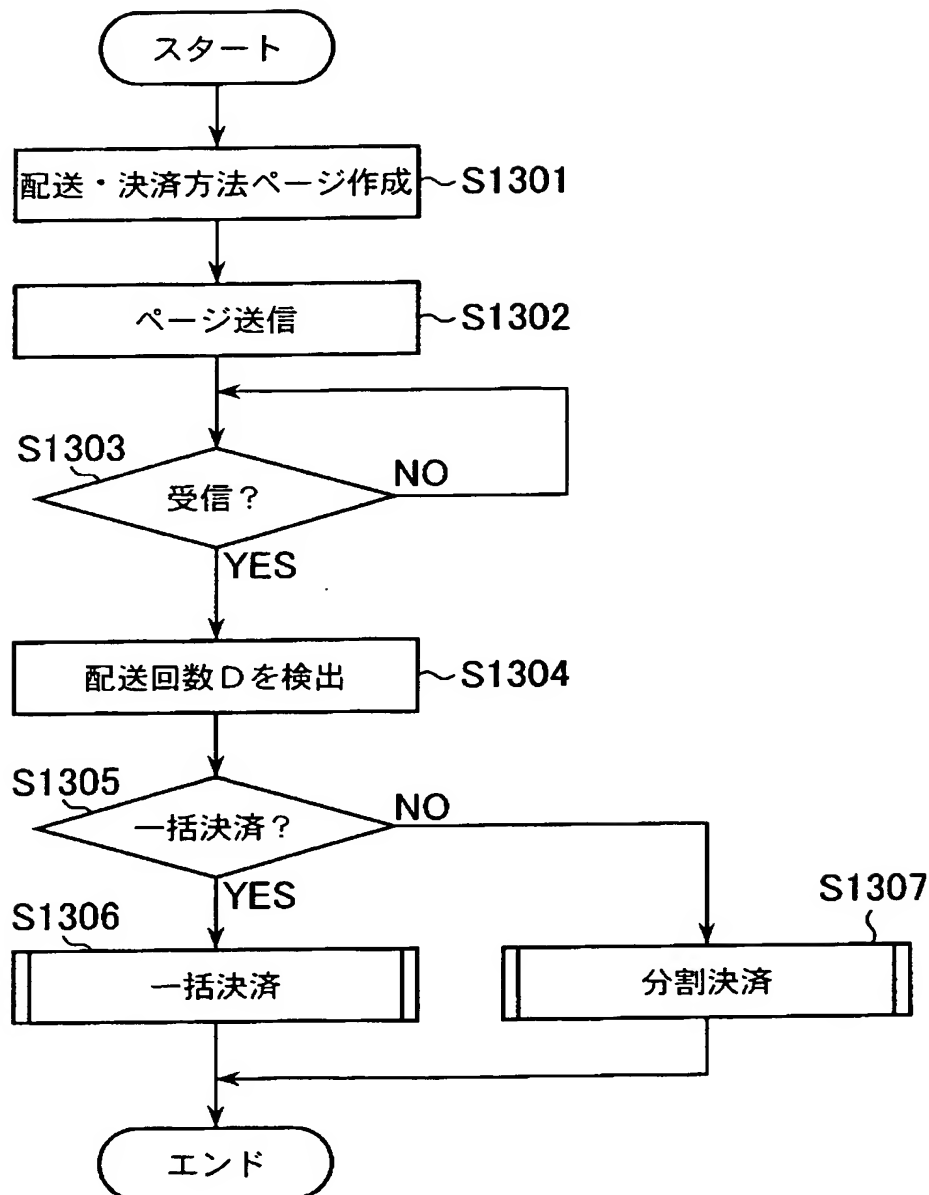 スタート
配送・決済方法ページ作成
S1301
ページ送信
S1302
S1303
受信？
NO
YES
配送回数Ｄを検出
S1304
S1305
一括決済？
NO
YES
S1306
一括決済
S1307
分割決済
エンド